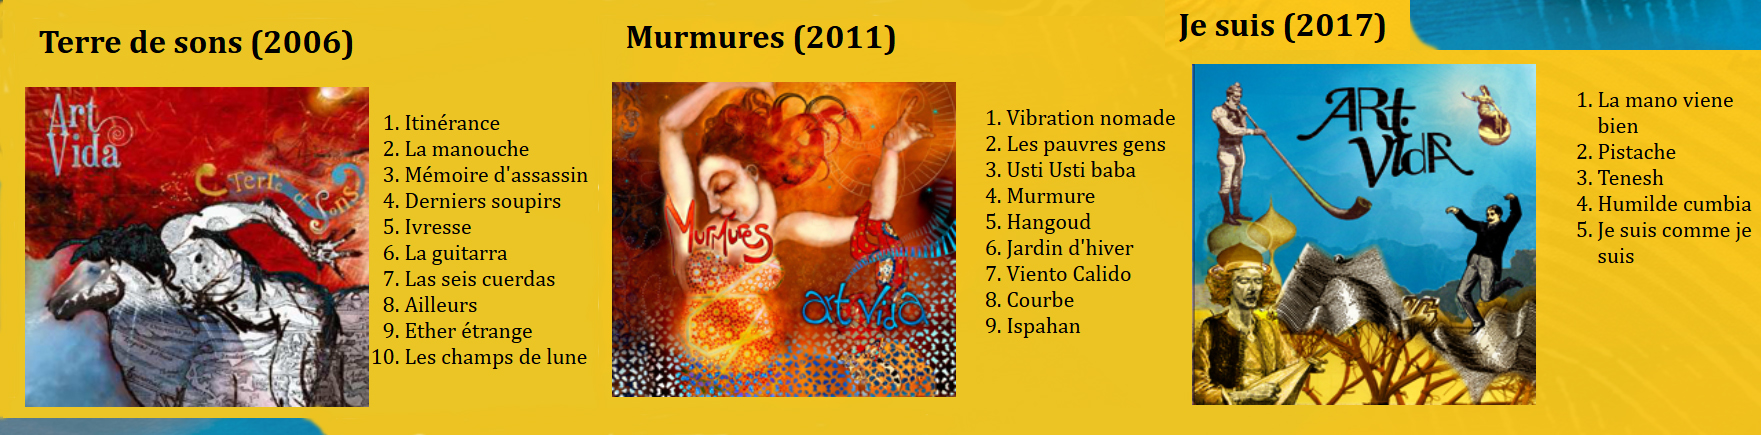 Terre de sons (2006)
Art
Vida
Terre
de
Sons
1. Itinérance
2. La manouche
3. Mémoire d'assassin
4. Derniers soupirs
5. Ivresse
6. La guitarra
7. Las seis cuerdas
8. Ailleurs
9. Ether étrange
10. Les champs de lune
Murmures (2011)
Murmures
art vida
1. Vibration nomade
2. Les pauvres gens
3. Usti Usti baba
4. Murmure
5. Hangoud
6. Jardin d'hiver
7. Viento Calido
8. Courbe
9. Ispahan
Je suis (2017)
ART.
VidA
1. La mano viene
bien
2. Pistache
3. Tenesh
4. Humilde cumbia
5. Je suis comme je
suis